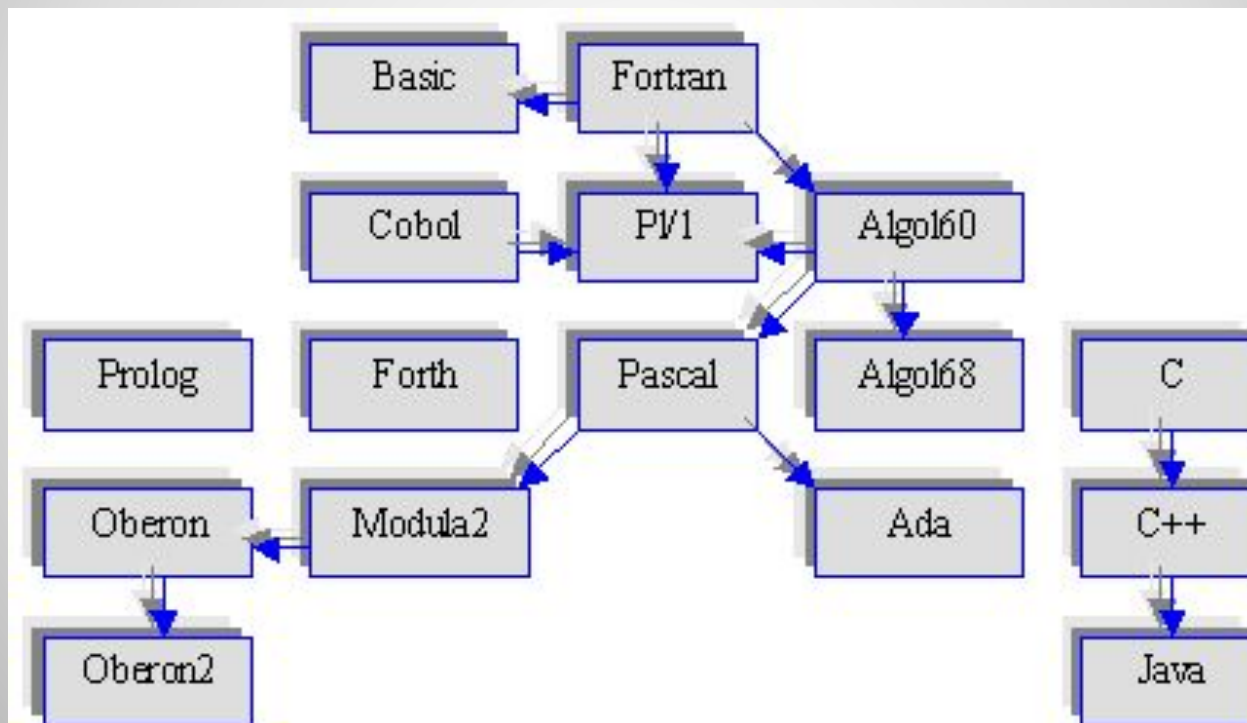 Basic
Fortran
Cobol
Pl/1
Algol60
Prolog
Forth
Pascal
Algol68
C
Oberon
Modula2
Ada
C++
Oberon2
Java